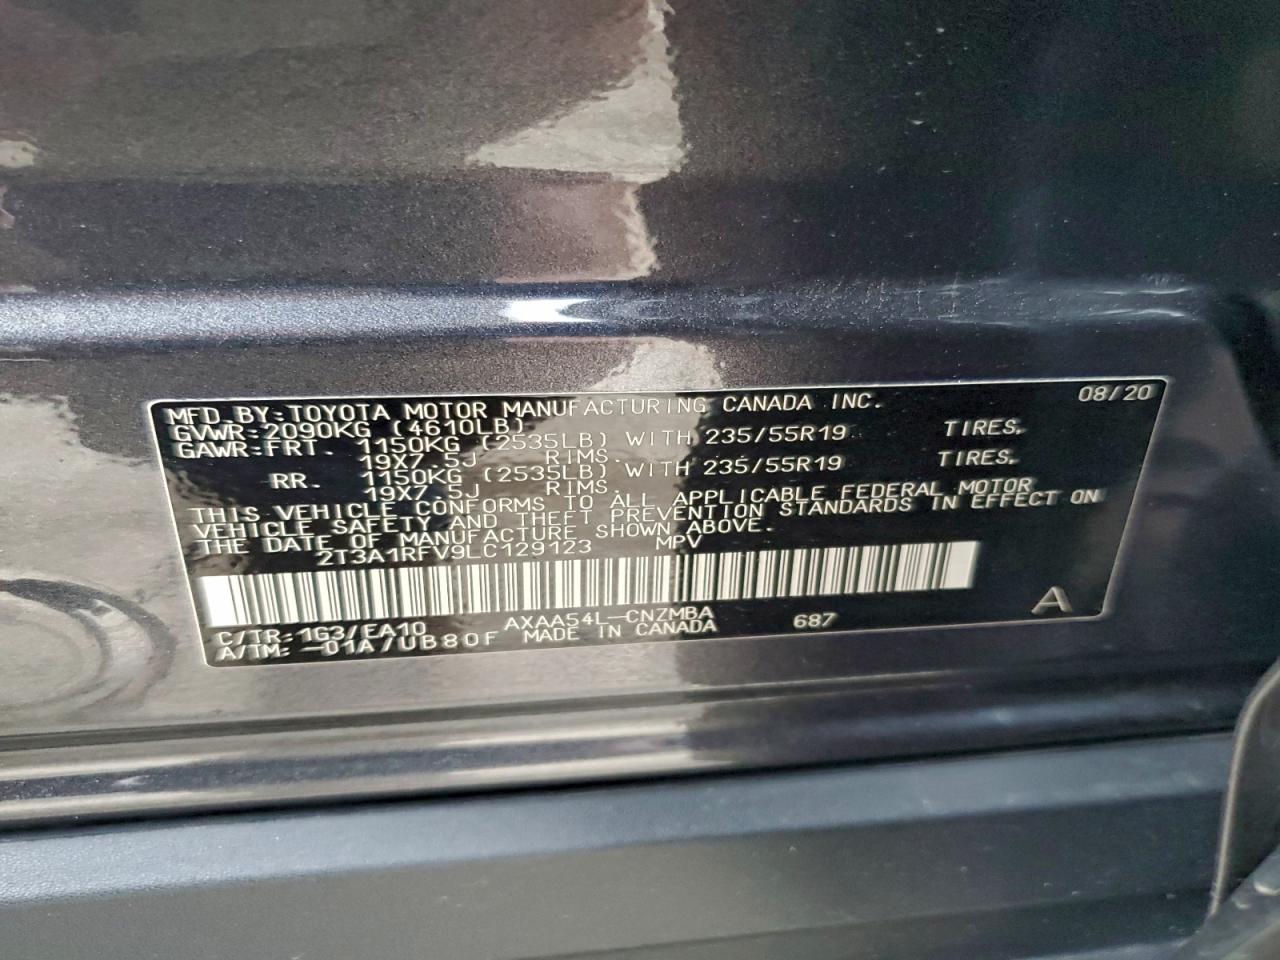 MFD BY:TOYOTA MOTOR MANUFACTURING CANADA INC. 08/20
GVWR:2090KG (4610LB)
GAWR:FRT. 1150KG (2535LB) WITH 235/55R19 TIRES.
19X7.5J RIMS.
RR. 1150KG (2535LB) WITH 235/55R19 TIRES.
19X7.5J RIMS.
THIS VEHICLE CONFORMS TO ALL APPLICABLE FEDERAL MOTOR
VEHICLE SAFETY AND THEFT PREVENTION STANDARDS IN EFFECT ON
THE DATE OF MANUFACTURE SHOWN ABOVE.
2T3A1RFV9LC129123 MPV
C/TR:1G3/EA10 AXAA54L-CNZMBA 687 A
A/TM: -01A/UB80F MADE IN CANADA